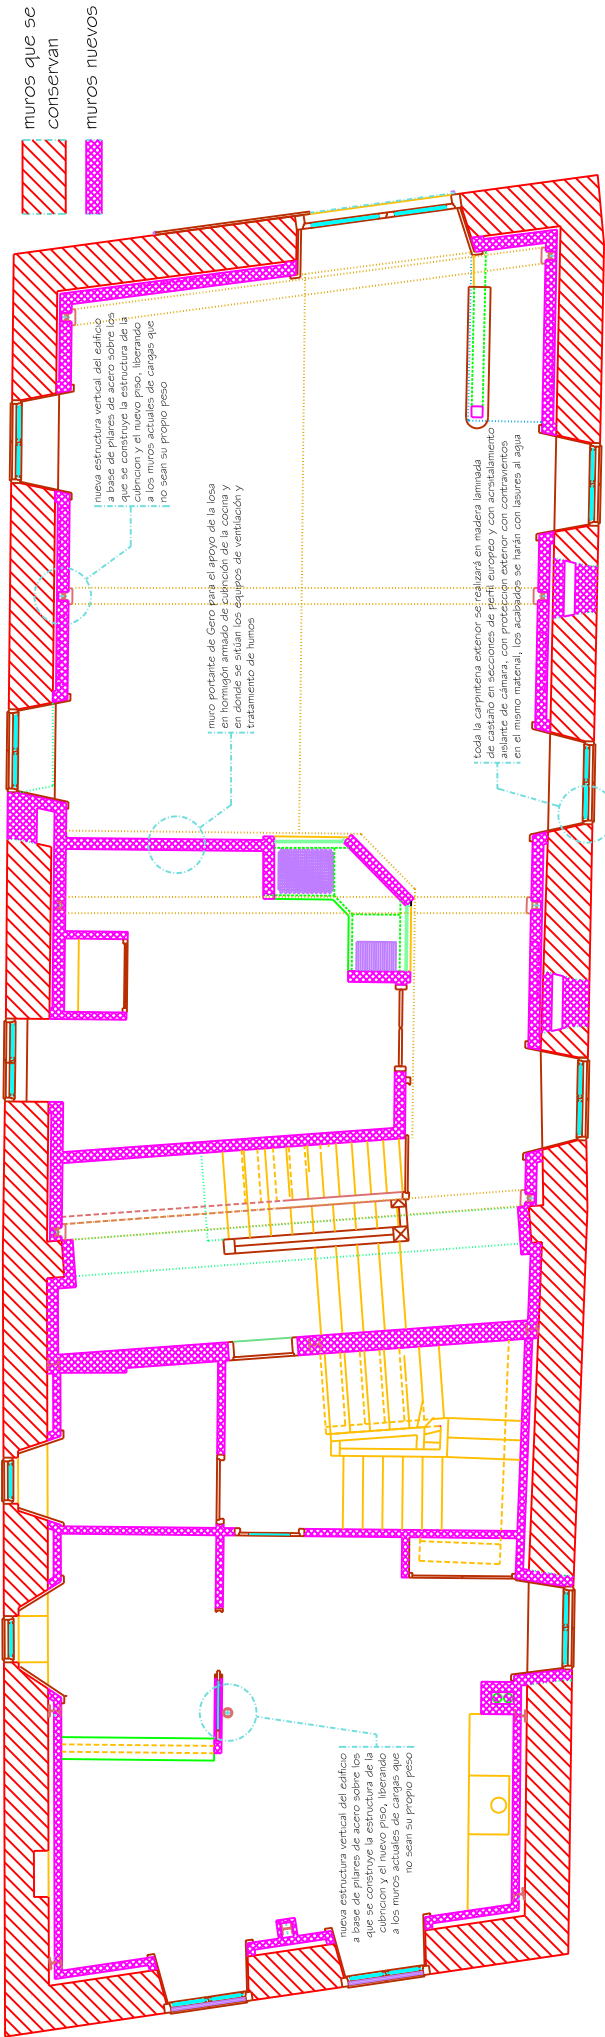 muros que se
conservan
muros nuevos
nueva estructura vertical del edificio
a base de pilares de acero sobre los
que se construye la estructura de la
cubricion y el nuevo piso, liberando
a los muros actuales de cargas que
no sean su propio peso
muro portante de Gero para el apoyo de la losa
en hormigón armado de cubrición de la cocina y
en donde se sitúan los equipos de ventilación y
tratamiento de humos
toda la carpinteria exterior se realizará en madera laminada
de castaño en secciones de perfil europeo y con acristalamiento
aislante de cámara, con proteccion exterior con contravientos
en el mismo material, los acabados se harán con lasures al agua
nueva estructura vertical del edificio
a base de pilares de acero sobre los
que se construye la estructura de la
cubricion y el nuevo piso, liberando
a los muros actuales de cargas que
no sean su propio peso